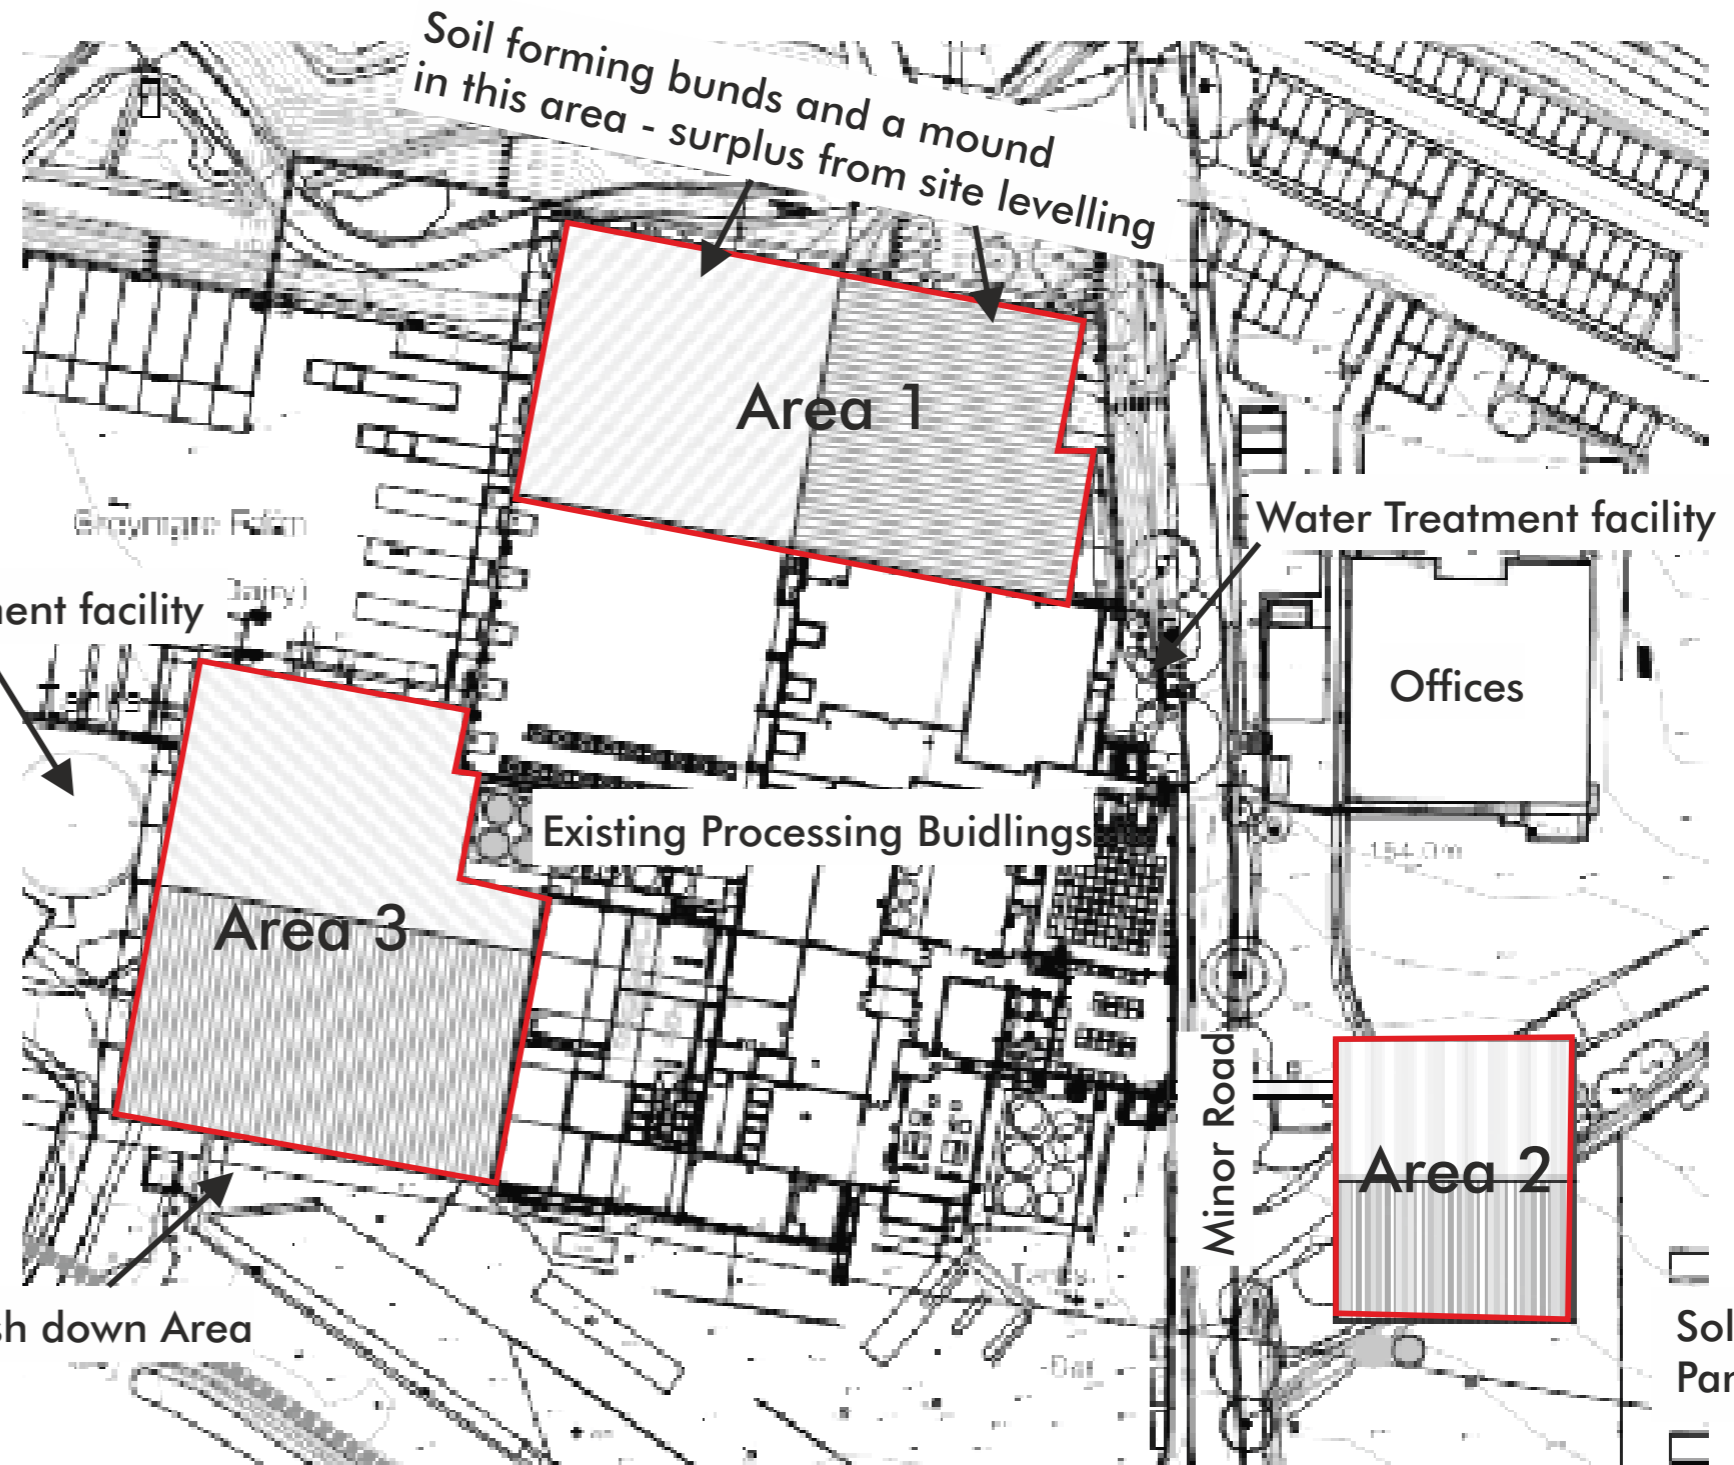 Soil forming bunds and a mound
in this area - surplus from site levelling
Area 1
Water Treatment facility
ent facility
Offices
Existing Processing Buidlings
Area 3
Minor Road
Area 2
h down Area
Sol
Par